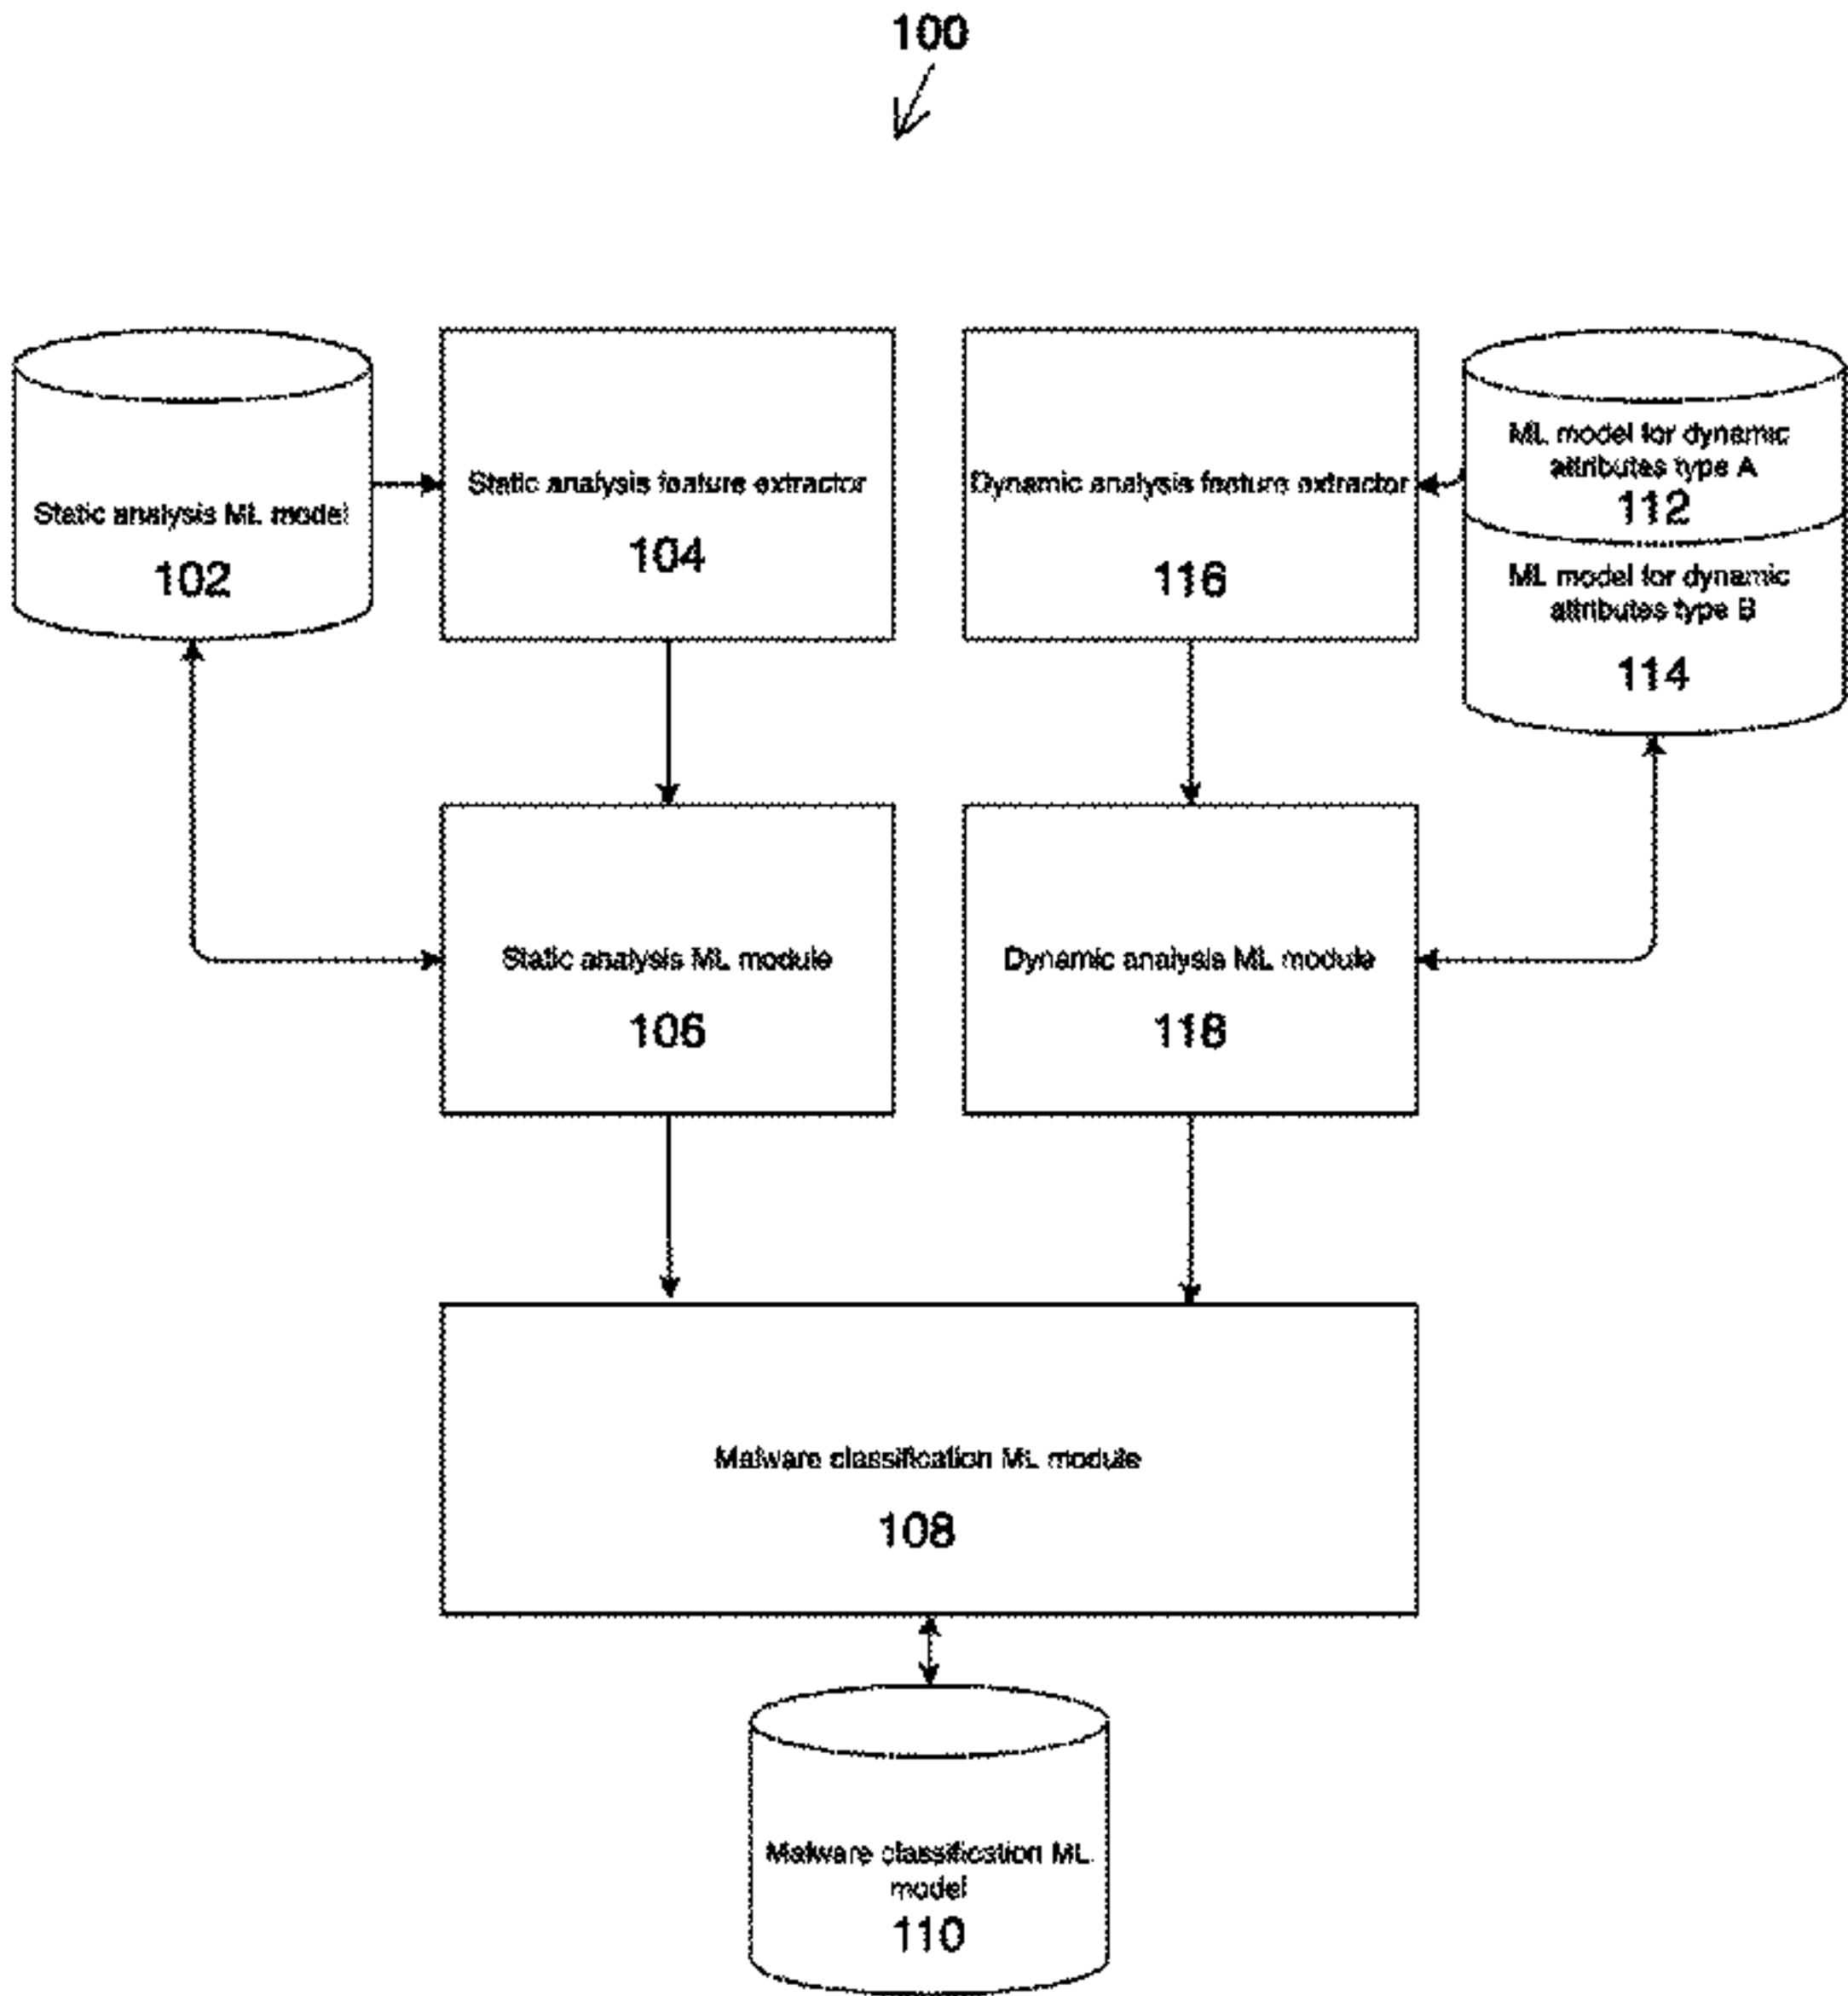 100
Static analysis ML model
102
Static analysis feature extractor
104
Dynamic analysis feature extractor
116
ML model for dynamic
attributes type A
112
ML model for dynamic
attributes type B
114
Static analysis ML module
106
Dynamic analysis ML module
118
Malware classification ML module
108
Malware classification ML
model
110